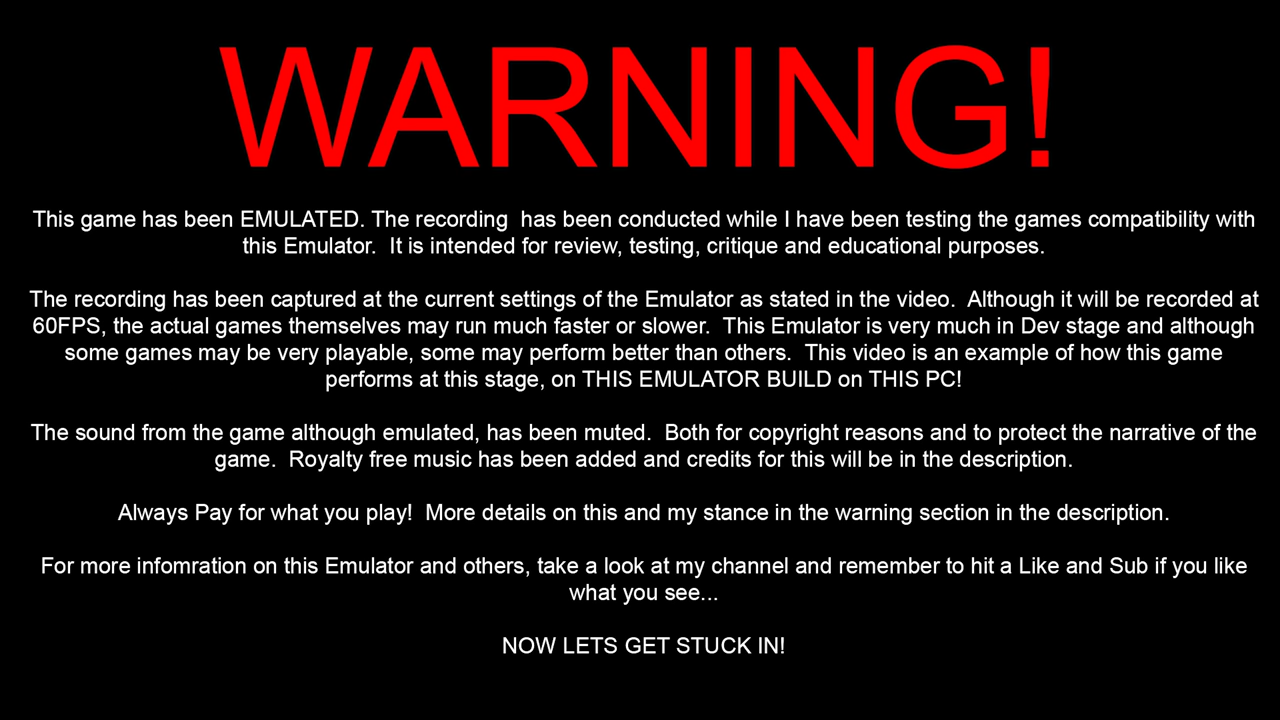 WARNING!
This game has been EMULATED. The recording  has been conducted while I have been testing the games compatibility with
this Emulator.  It is intended for review, testing, critique and educational purposes.
The recording has been captured at the current settings of the Emulator as stated in the video.  Although it will be recorded at
60FPS, the actual games themselves may run much faster or slower.  This Emulator is very much in Dev stage and although
some games may be very playable, some may perform better than others.  This video is an example of how this game
performs at this stage, on THIS EMULATOR BUILD on THIS PC!
The sound from the game although emulated, has been muted.  Both for copyright reasons and to protect the narrative of the
game.  Royalty free music has been added and credits for this will be in the description.
Always Pay for what you play!  More details on this and my stance in the warning section in the description.
For more infomration on this Emulator and others, take a look at my channel and remember to hit a Like and Sub if you like
what you see...
NOW LETS GET STUCK IN!